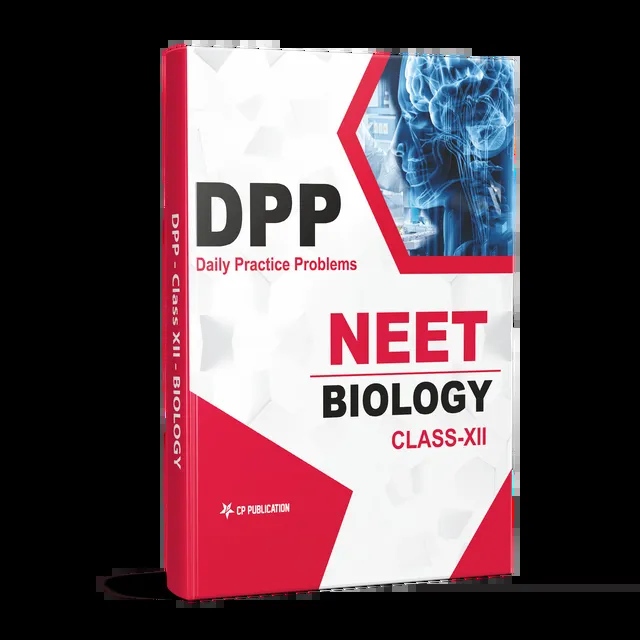 DPP - Class XII - BIOLOGY
DPP
Daily Practice Problems
NEET
BIOLOGY
CLASS-XII
CP PUBLICATION